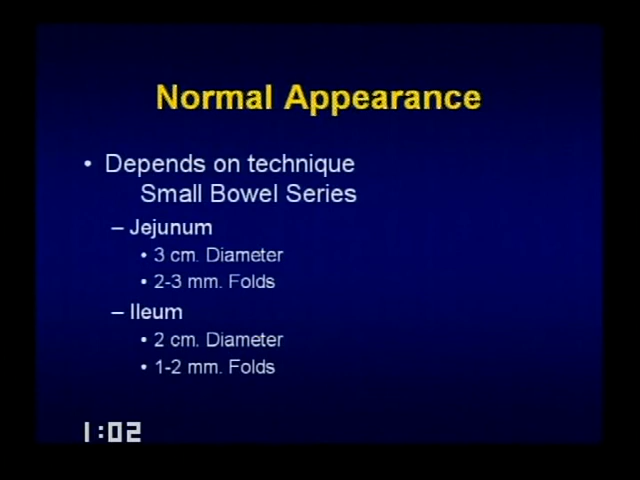 Normal Appearance
• Depends on technique
Small Bowel Series
– Jejunum
• 3 cm. Diameter
• 2-3 mm. Folds
– Ileum
• 2 cm. Diameter
• 1-2 mm. Folds
1:02